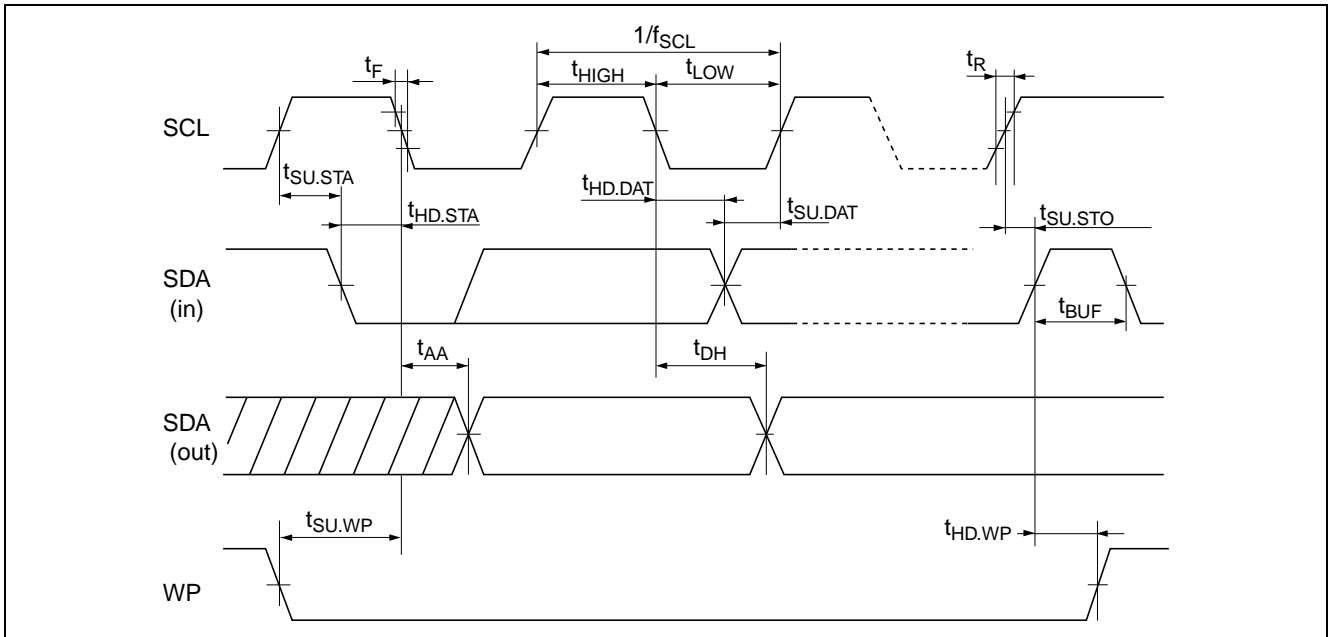 1/fSCL
tF
tHIGH
tLOW
tR
SCL
tSU.STA
tHD.STA
tHD.DAT
tSU.DAT
tSU.STO
SDA
(in)
tBUF
tAA
tDH
SDA
(out)
tSU.WP
tHD.WP
WP